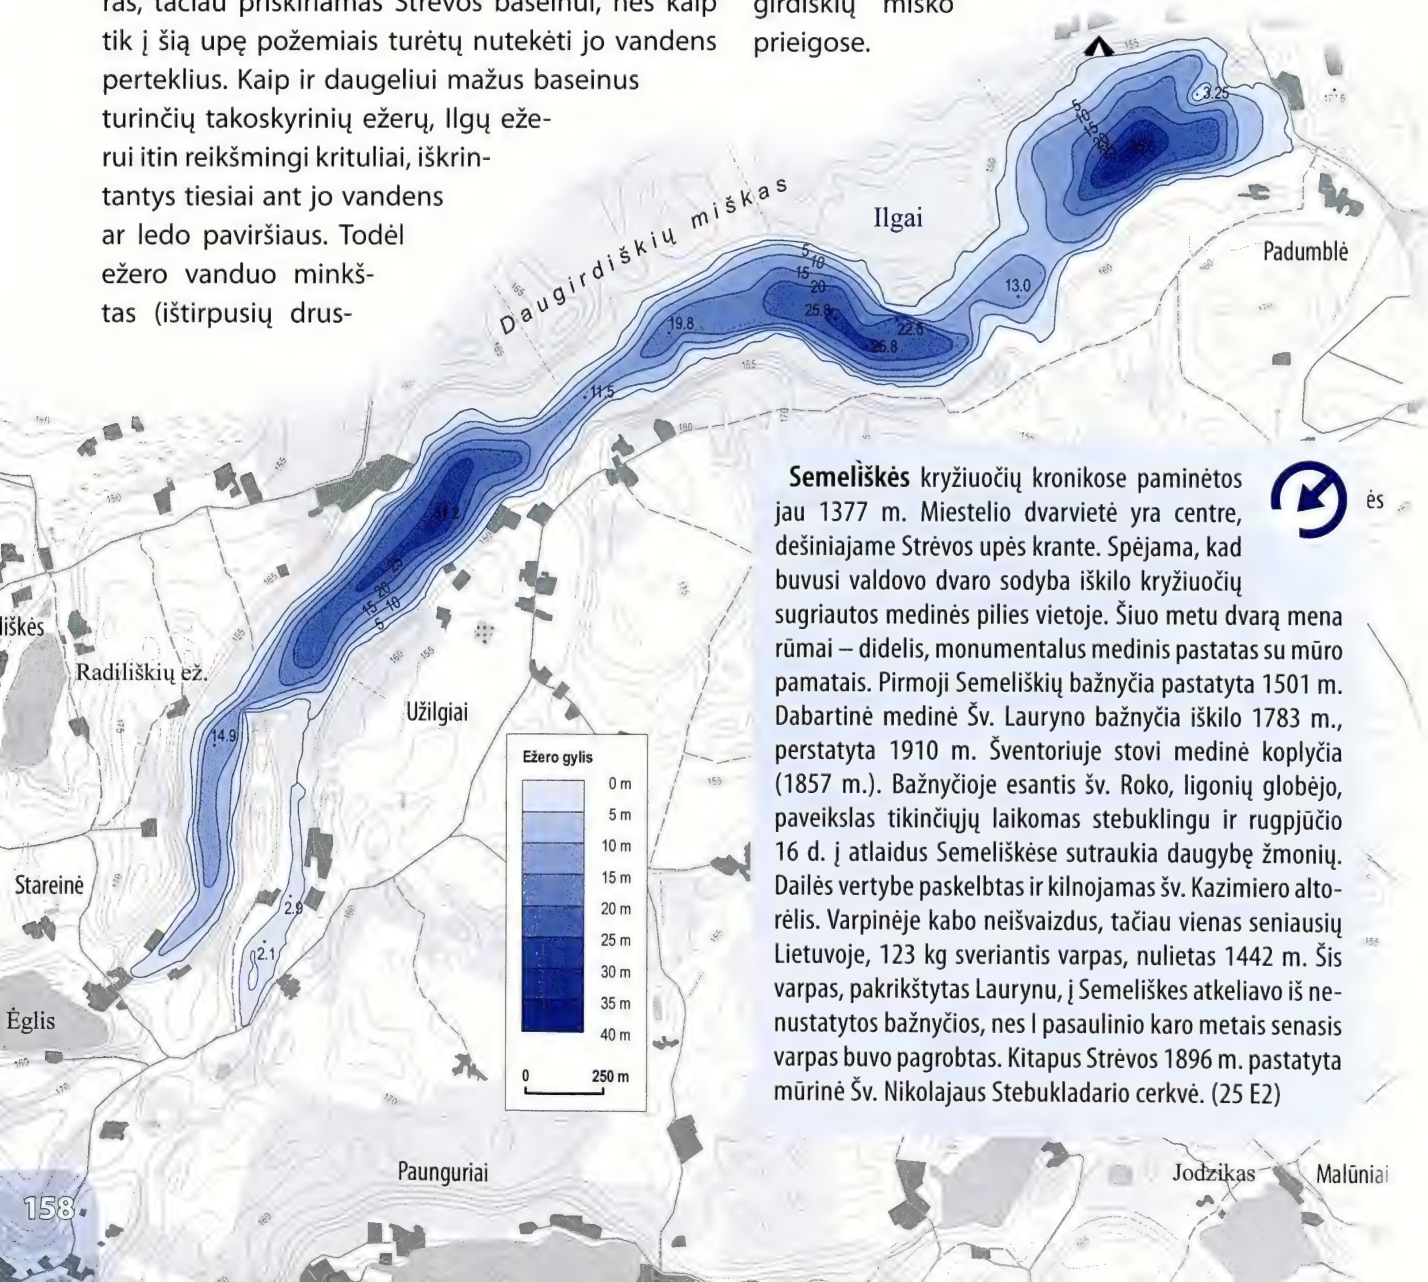 ras, tačiau priskiriamas Strėvos baseinui, nes kaip
tik į šią upę požemiais turėtų nutekėti jo vandens
perteklius. Kaip ir daugeliui mažus baseinus
turinčių takoskyrinių ežerų, Ilgų eže-
rui itin reikšmingi krituliai, iškrin-
tantys tiesiai ant jo vandens
ar ledo paviršiaus. Todėl
ežero vanduo minkš-
tas (ištirpusių drus-
girdiškių miško
prieigose.
Daugirdiškių miškas
Ilgai
Padumblė
3.25
13.0
5
10
15
20
25.8
22.5
25.8
19.8
11.5
25
20
15
10
5
14.9
2.9
2.1
liškės
Radiliškių ež.
Užilgiai
Stareinė
Ėglis
Paunguriai
Jodzikas
Malūniai
ės
Ežero gylis
0 m
5 m
10 m
15 m
20 m
25 m
30 m
35 m
40 m
0 250 m
Semeliškės kryžiuočių kronikose paminėtos
jau 1377 m. Miestelio dvarvietė yra centre,
dešiniajame Strėvos upės krante. Spėjama, kad
buvusi valdovo dvaro sodyba iškilo kryžiuočių
sugriautos medinės pilies vietoje. Šiuo metu dvarą mena
rūmai – didelis, monumentalus medinis pastatas su mūro
pamatais. Pirmoji Semeliškių bažnyčia pastatyta 1501 m.
Dabartinė medinė Šv. Lauryno bažnyčia iškilo 1783 m.,
perstatyta 1910 m. Šventoriuje stovi medinė koplyčia
(1857 m.). Bažnyčioje esantis šv. Roko, ligonių globėjo,
paveikslas tikinčiųjų laikomas stebuklingu ir rugpjūčio
16 d. į atlaidus Semeliškėse sutraukia daugybę žmonių.
Dailės vertybe paskelbtas ir kilnojamas šv. Kazimiero alto-
rėlis. Varpinėje kabo neišvaizdus, tačiau vienas seniausių
Lietuvoje, 123 kg sveriantis varpas, nulietas 1442 m. Šis
varpas, pakrikštytas Laurynu, į Semeliškes atkeliavo iš ne-
nustatytos bažnyčios, nes I pasaulinio karo metais senasis
varpas buvo pagrobtas. Kitapus Strėvos 1896 m. pastatyta
mūrinė Šv. Nikolajaus Stebukladario cerkvė. (25 E2)
158